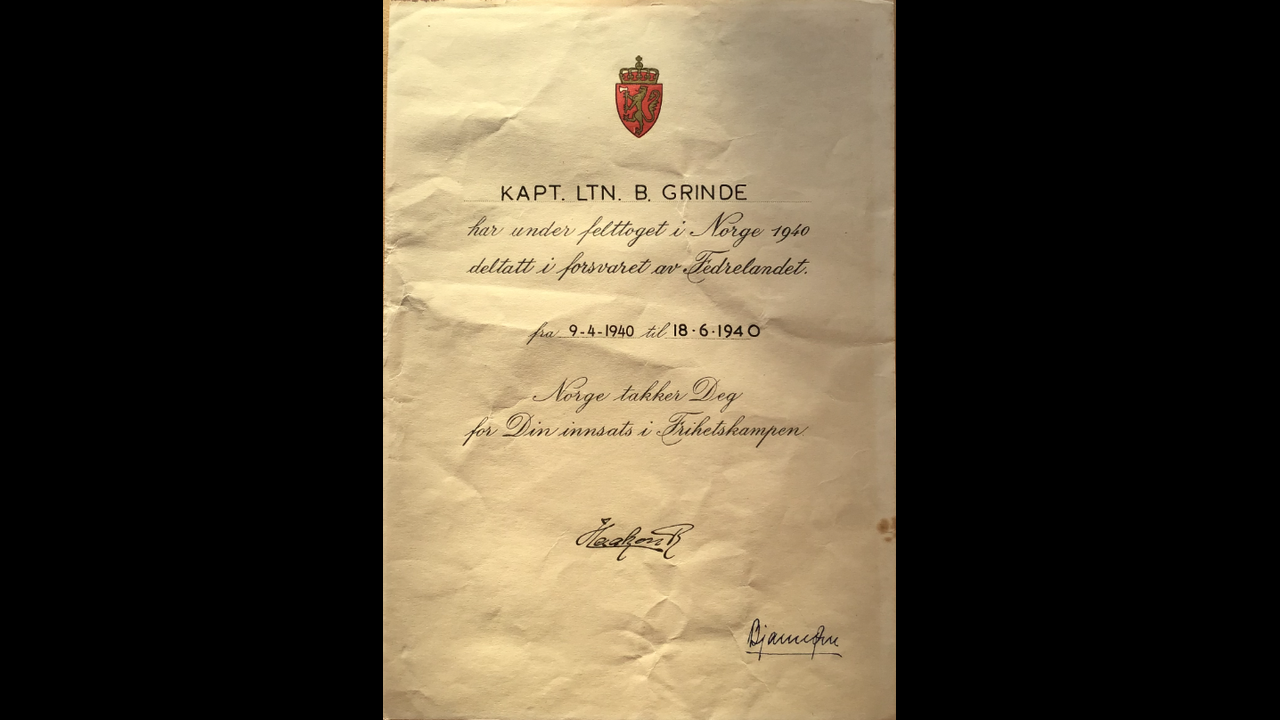 KAPT. LTN. B. GRINDE
har under felttoget i Norge 1940
deltatt i forsvaret av Fedrelandet.
fra 9-4-1940 til 18·6·1940
Norge takker Deg
for Din innsats i Frihetskampen.
Haakon R